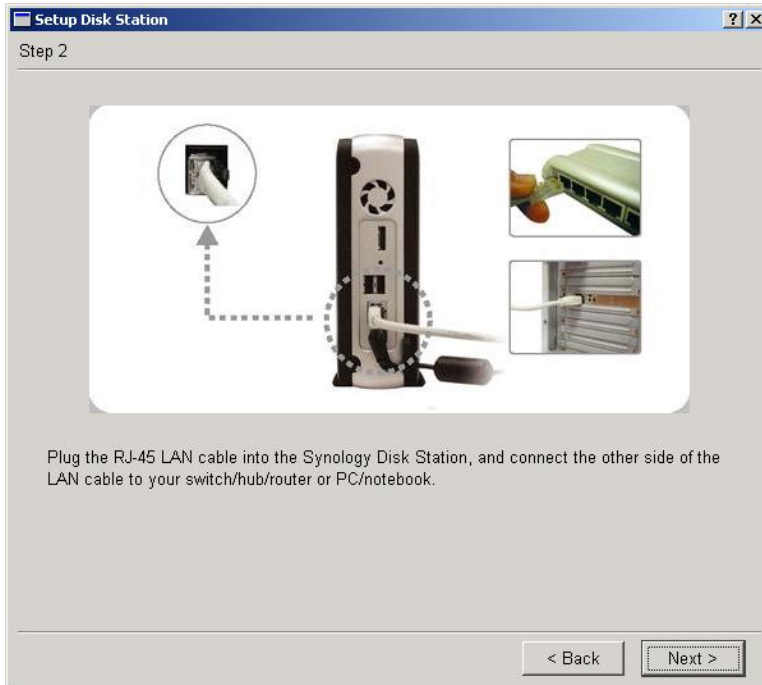 Setup Disk Station
Step 2
Plug the RJ-45 LAN cable into the Synology Disk Station, and connect the other side of the
LAN cable to your switch/hub/router or PC/notebook.
< Back
Next >